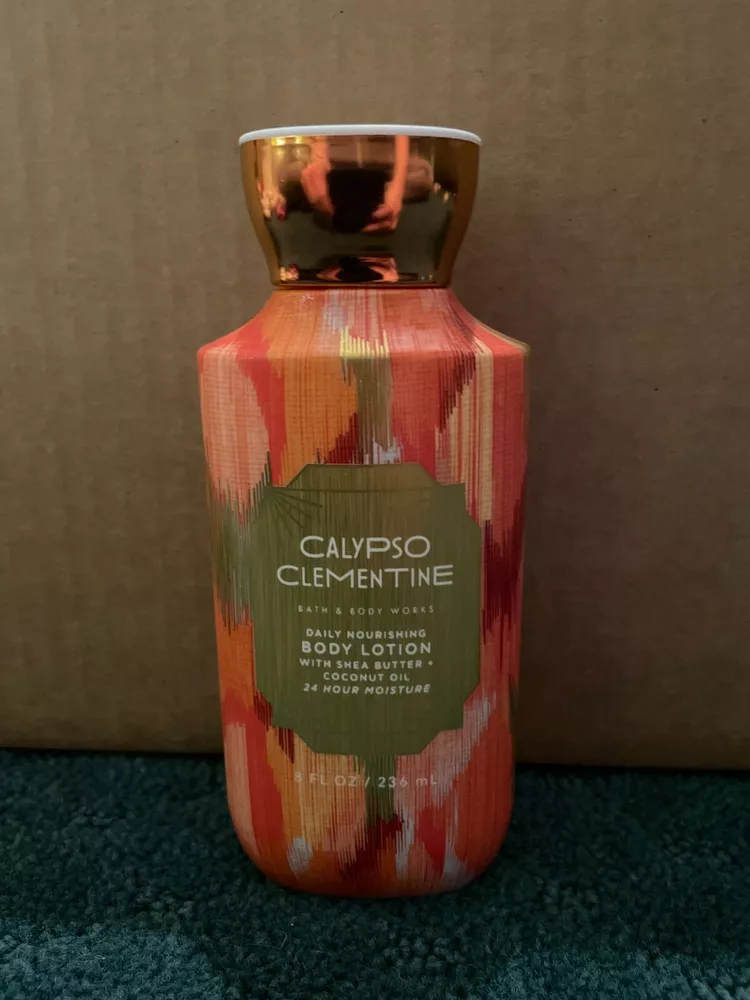 CALYPSO
CLEMENTINE
BATH & BODY WORKS
DAILY NOURISHING
BODY LOTION
WITH SHEA BUTTER +
COCONUT OIL
24 HOUR MOISTURE
8 FL OZ / 236 mL